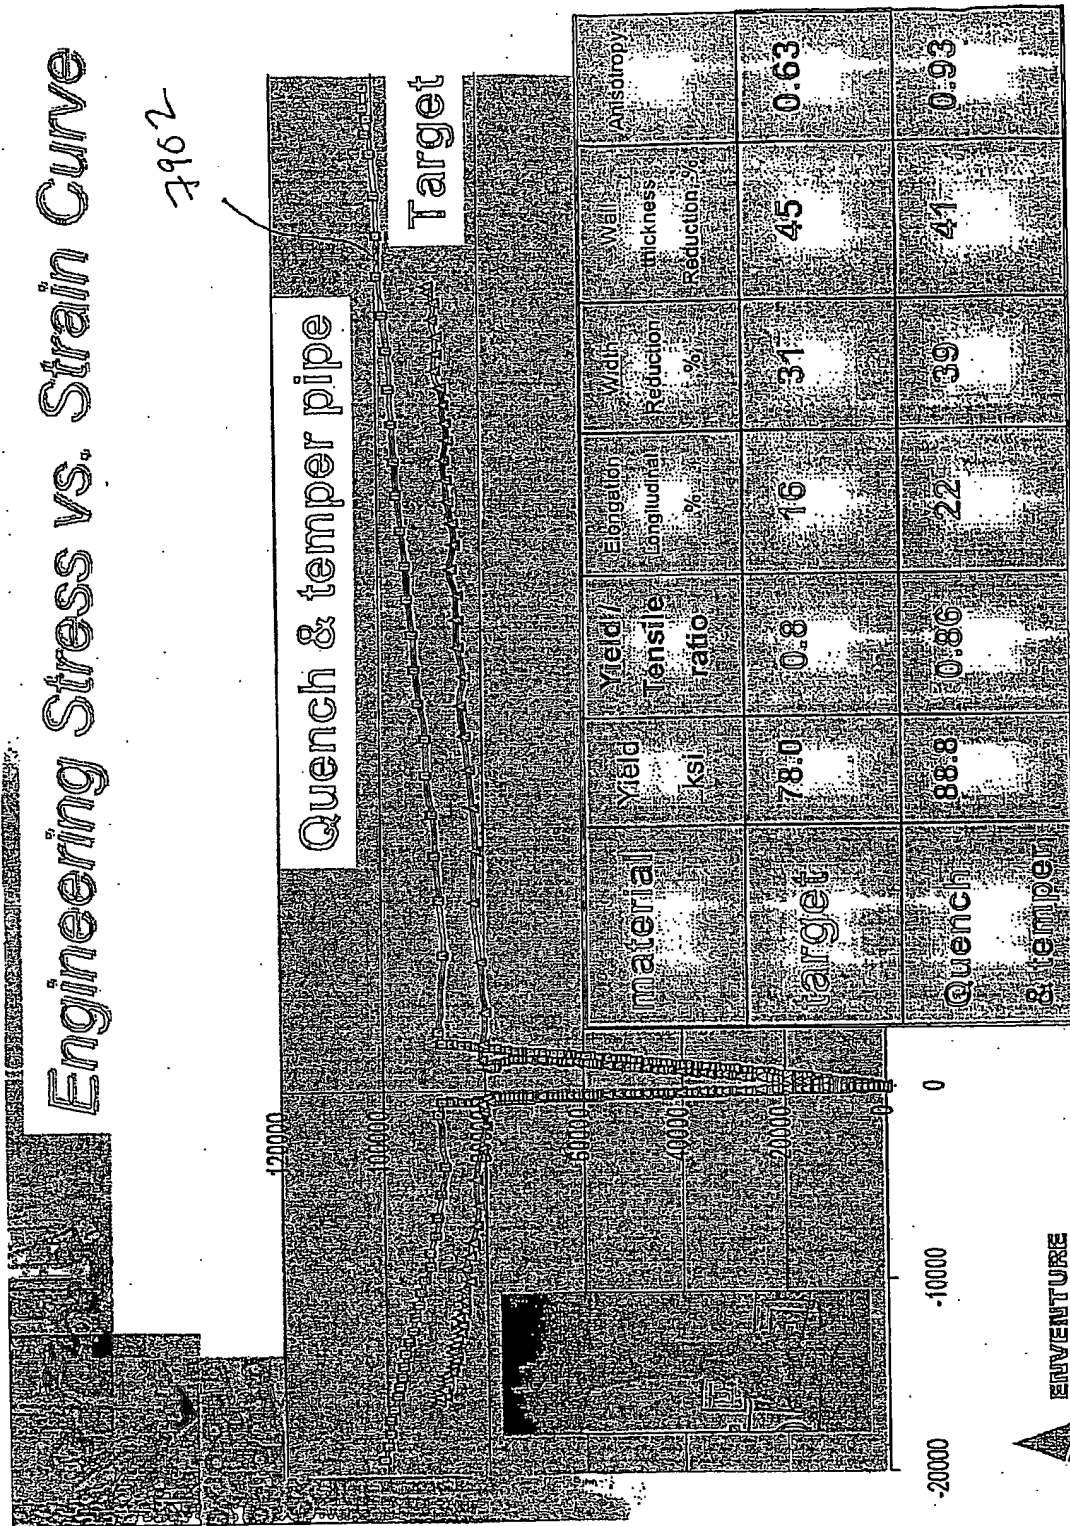 Engineering Stress vs. Strain Curve
7902
Quench & temper pipe
Target
120000
100000
80000
60000
40000
20000
0
-20000
-10000
0
material
Yield
ksi
Yield /
Tensile
ratio
Elongation
Longitudinal
%
Width
Reduction
%
Wall
thickness
Reduction %
Anisotropy
target
78.0
0.8
16
31
45
0.63
Quench
& temper
88.8
0.86
22
39
41
0.93
ENVENTURE